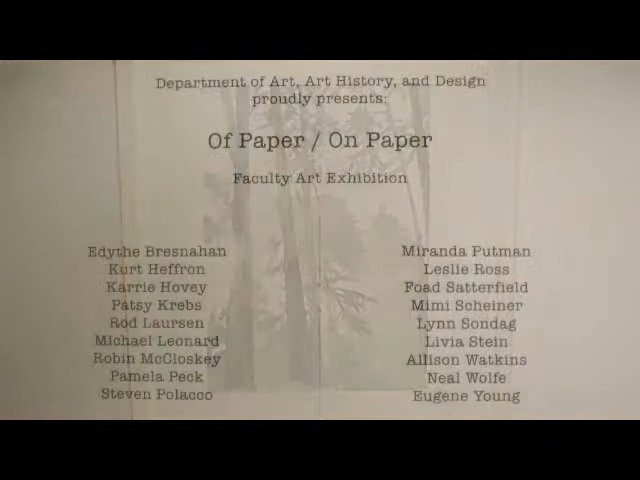 Department of Art, Art History, and Design
proudly presents:
Of Paper / On Paper
Faculty Art Exhibition
Edythe Bresnahan
Kurt Heffron
Karrie Hovey
Patsy Krebs
Rod Laursen
Michael Leonard
Robin McCloskey
Pamela Peck
Steven Polacco
Miranda Putman
Leslie Ross
Foad Satterfield
Mimi Scheiner
Lynn Sondag
Livia Stein
Allison Watkins
Neal Wolfe
Eugene Young